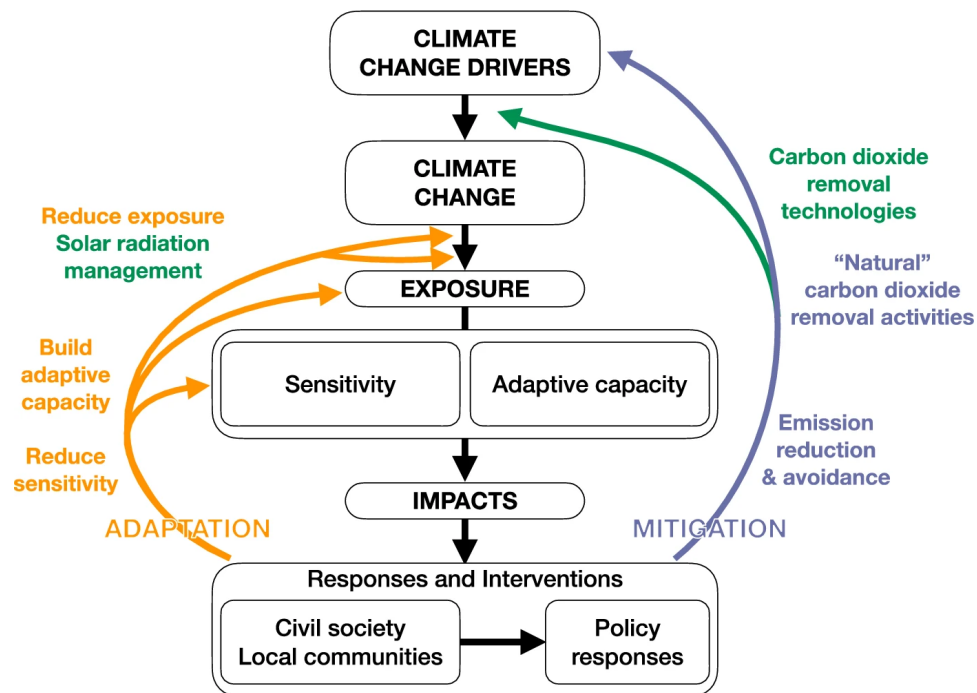 CLIMATE
CHANGE DRIVERS
CLIMATE
CHANGE
Carbon dioxide
removal
technologies
Reduce exposure
Solar radiation
management
“Natural”
carbon dioxide
removal activities
EXPOSURE
Build
adaptive
capacity
Sensitivity
Adaptive capacity
Reduce
sensitivity
Emission
reduction
& avoidance
IMPACTS
ADAPTATION
MITIGATION
Responses and Interventions
Civil society
Local communities
Policy
responses